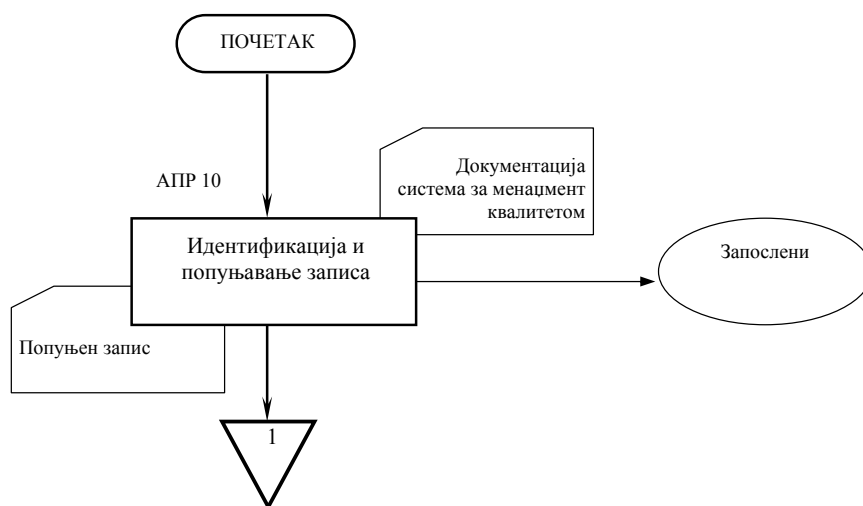 ПОЧЕТАК
АПР 10
Документација
система за менаџмент
квалитетом
Идентификација и
попуњавање записа
Запослени
Попуњен запис
1